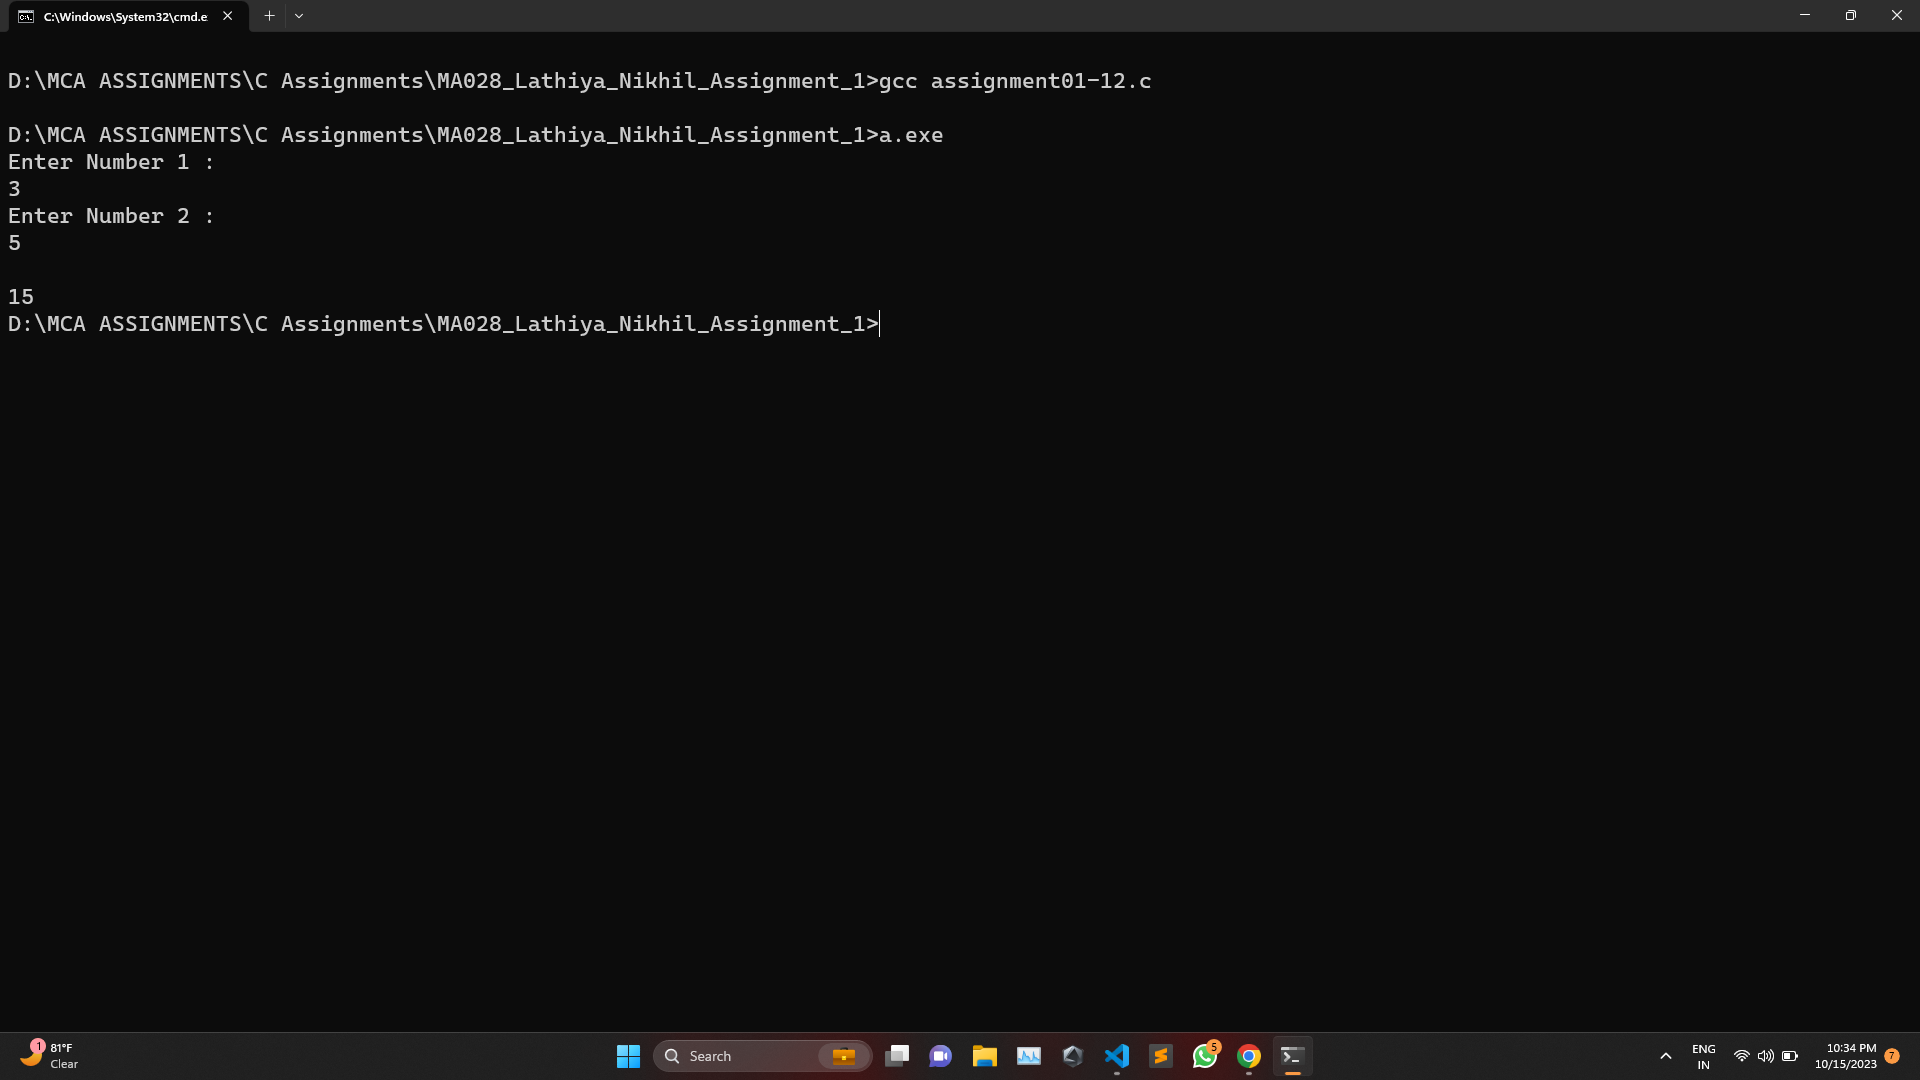 C:\Windows\System32\cmd.e
D:\MCA ASSIGNMENTS\C Assignments\MA028_Lathiya_Nikhil_Assignment_1>gcc assignment01-12.c
D:\MCA ASSIGNMENTS\C Assignments\MA028_Lathiya_Nikhil_Assignment_1>a.exe
Enter Number 1 :
3
Enter Number 2 :
5
15
D:\MCA ASSIGNMENTS\C Assignments\MA028_Lathiya_Nikhil_Assignment_1>
1
81°F
Clear
Search
5
ENG
IN
10:34 PM
10/15/2023
7